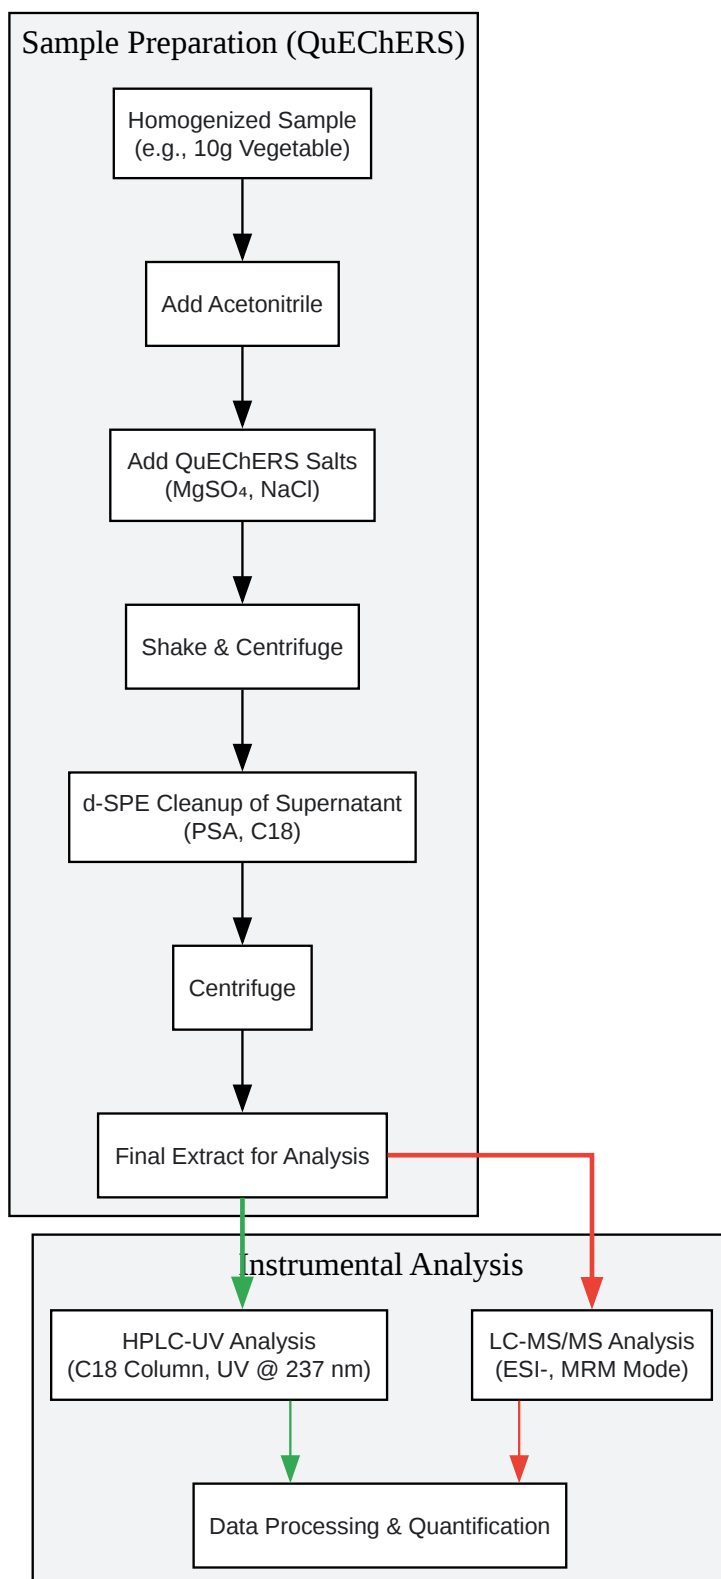 Sample Preparation (QuEChERS)
Homogenized Sample
(e.g., 10g Vegetable)
Add Acetonitrile
Add QuEChERS Salts
(MgSO₄, NaCl)
Shake & Centrifuge
d-SPE Cleanup of Supernatant
(PSA, C18)
Centrifuge
Final Extract for Analysis
Instrumental Analysis
HPLC-UV Analysis
(C18 Column, UV @ 237 nm)
LC-MS/MS Analysis
(ESI-, MRM Mode)
Data Processing & Quantification